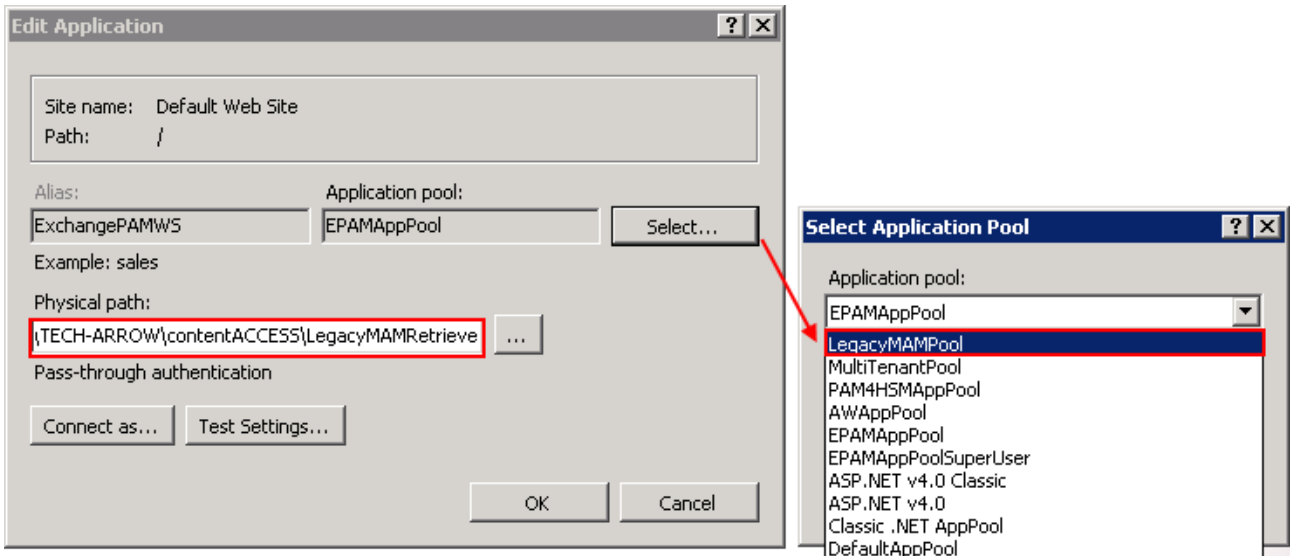 Edit Application
Site name: Default Web Site
Path: /
Alias:
Application pool:
ExchangePAMWS
EPAMAppPool
Select...
Example: sales
Physical path:
\TECH-ARROW\contentACCESS\LegacyMAMRetrieve
...
Pass-through authentication
Connect as...
Test Settings...
OK
Cancel
Select Application Pool
Application pool:
EPAMAppPool
LegacyMAMPool
MultiTenantPool
PAM4HSMAppPool
AWAppPool
EPAMAppPool
EPAMAppPoolSuperUser
ASP.NET v4.0 Classic
ASP.NET v4.0
Classic .NET AppPool
DefaultAppPool